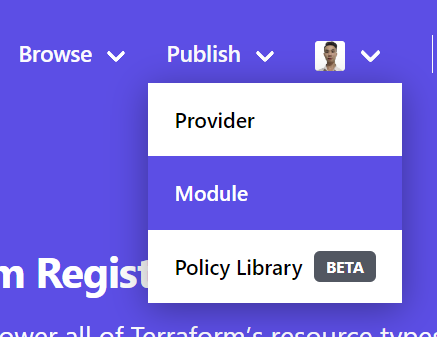 Browse Publish
Provider
Module
Policy Library BETA
m Regist
ower all of Terraform's resource types